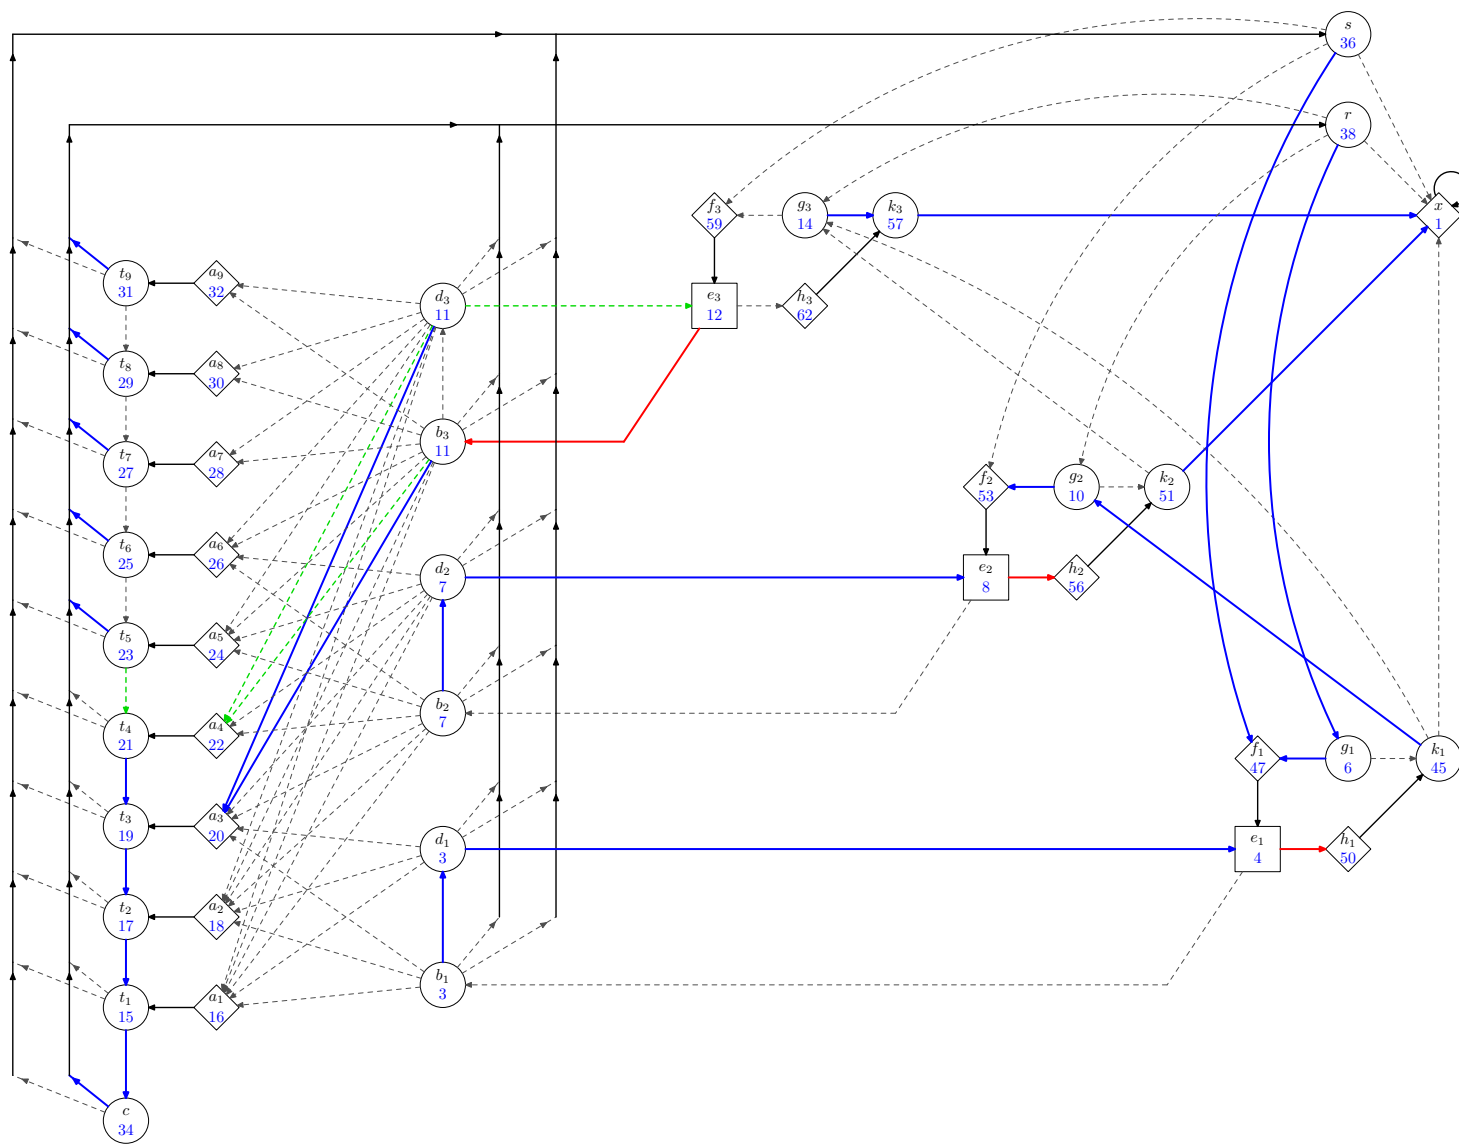 s
36
r
38
f₃
59
g₃
14
k₃
57
x
1
t₉
31
a₉
32
d₃
11
e₃
12
h₃
62
t₈
29
a₈
30
b₃
11
t₇
27
a₇
28
f₂
53
g₂
10
k₂
51
t₆
25
a₆
26
d₂
7
e₂
8
h₂
56
t₅
23
a₅
24
b₂
7
t₄
21
a₄
22
f₁
47
g₁
6
k₁
45
t₃
19
a₃
20
d₁
3
e₁
4
h₁
50
t₂
17
a₂
18
b₁
3
t₁
15
a₁
16
c
34